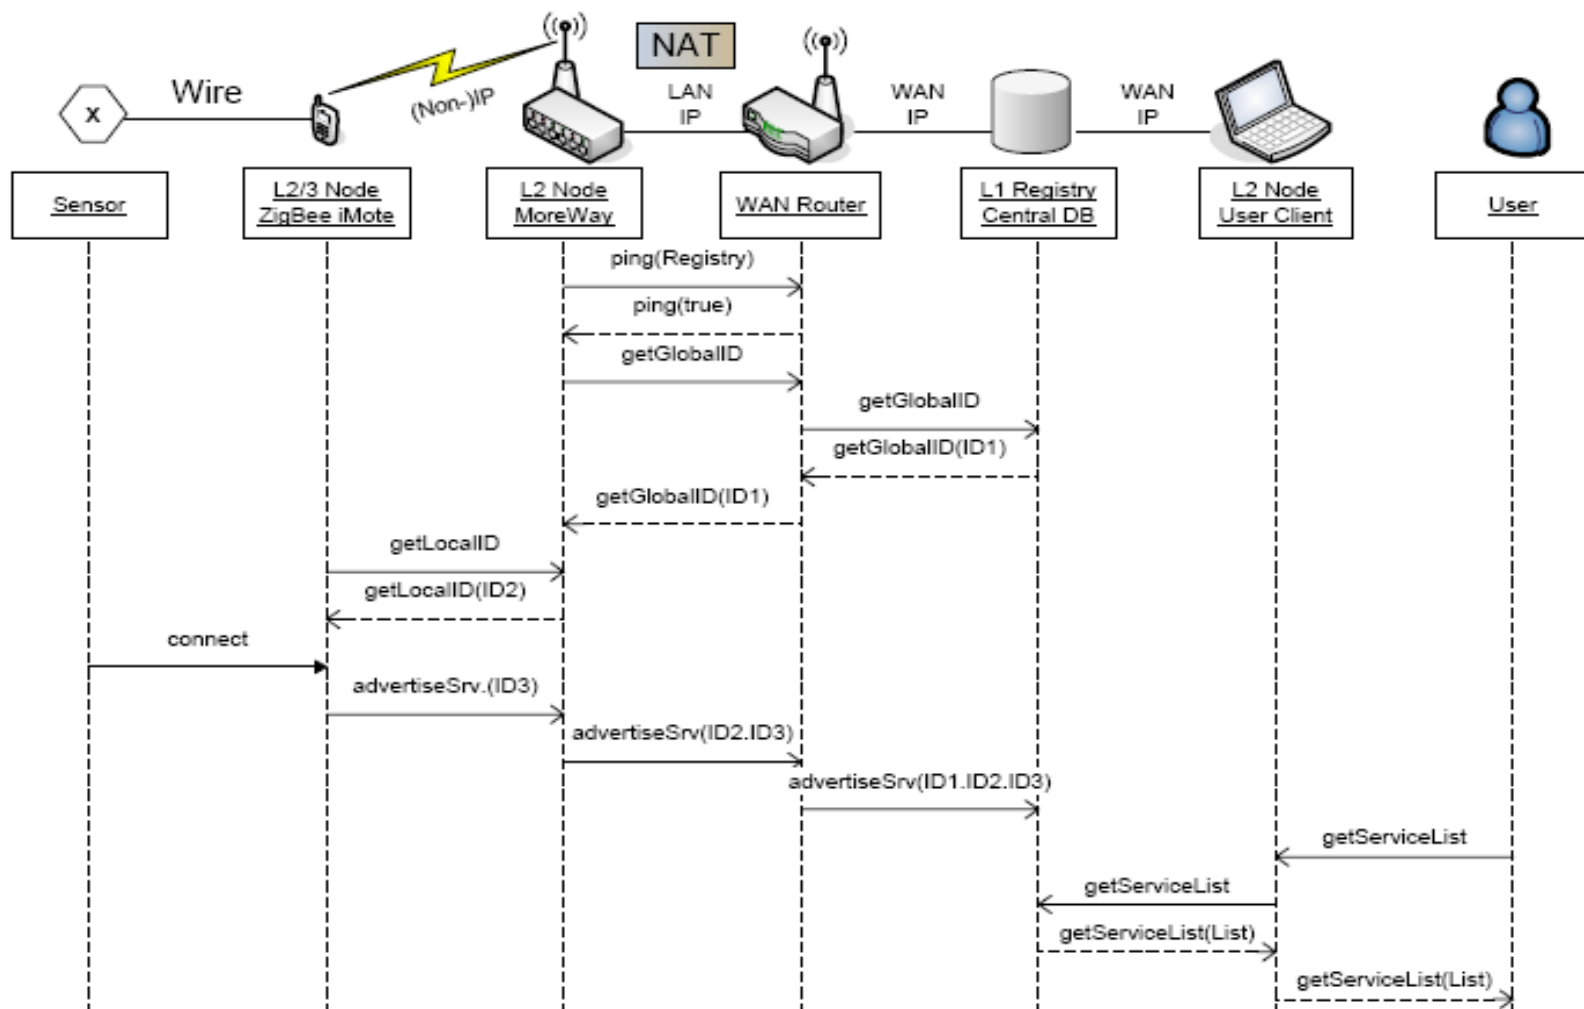 NAT
Wire
(Non-)IP
LAN
IP
WAN
IP
WAN
IP
x
Sensor
L2/3 Node
ZigBee iMote
L2 Node
MoreWay
WAN Router
L1 Registry
Central DB
L2 Node
User Client
User
ping(Registry)
ping(true)
getGlobalID
getGlobalID
getGlobalID(ID1)
getGlobalID(ID1)
getLocalID
getLocalID(ID2)
connect
advertiseSrv.(ID3)
advertiseSrv(ID2.ID3)
advertiseSrv(ID1.ID2.ID3)
getServiceList
getServiceList
getServiceList(List)
getServiceList(List)